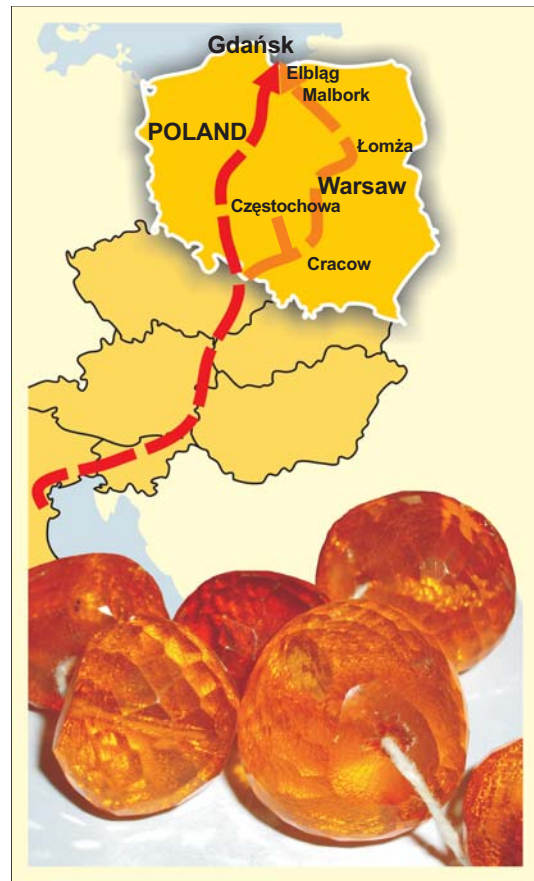 Gdańsk
Elbląg
Malbork
POLAND
Łomża
Warsaw
Częstochowa
Cracow